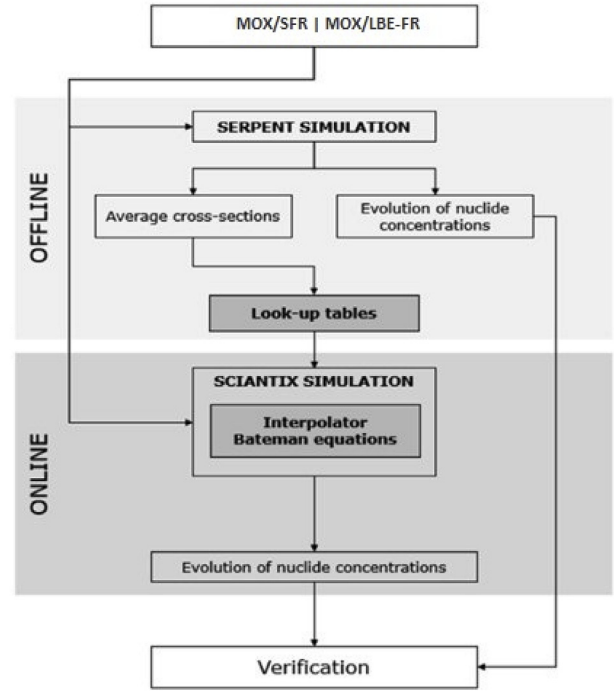 MOX/SFR | MOX/LBE-FR
OFFLINE
SERPENT SIMULATION
Average cross-sections
Evolution of nuclide
concentrations
Look-up tables
ONLINE
SCIANTIX SIMULATION
Interpolator
Bateman equations
Evolution of nuclide concentrations
Verification